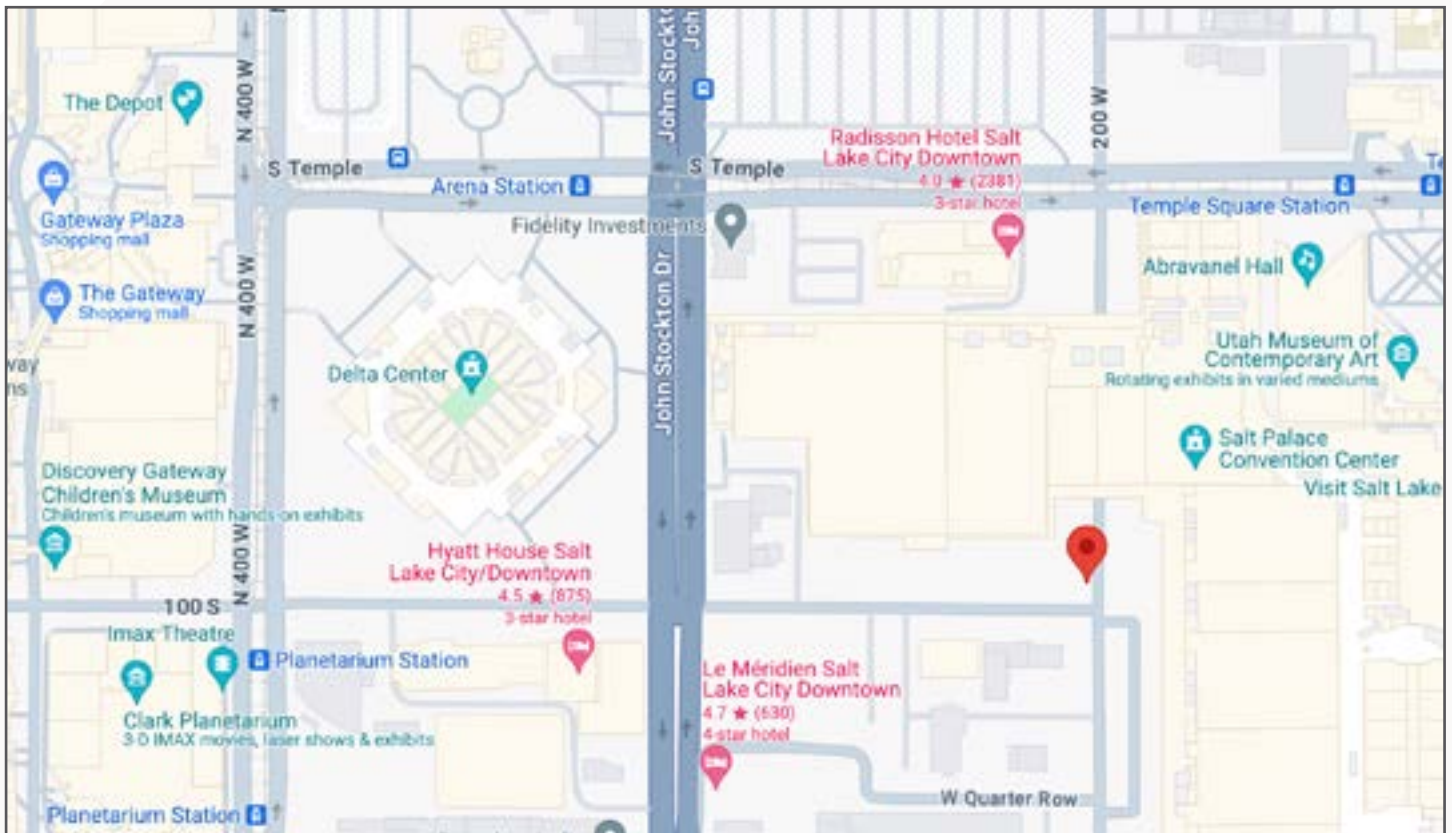 John Stockto
Joh
The Depot
N 400 W
200 W
Radisson Hotel Salt
Lake City Downtown
4.0 ★ (2381)
3-star hotel
S Temple
S Temple
Arena Station
Temple Square Station
Gateway Plaza
Shopping mall
Fidelity Investments
Abravanel Hall
The Gateway
Shopping mall
N 400 W
John Stockton Dr
Utah Museum of
Contemporary Art
Rotating exhibits in varied mediums
Delta Center
way
ns
Salt Palace
Convention Center
Visit Salt Lake
Discovery Gateway
Children's Museum
Children's museum with hands-on exhibits
N 400 W
Hyatt House Salt
Lake City/Downtown
4.5 ★ (875)
3-star hotel
100 S
Imax Theatre
Planetarium Station
Le Méridien Salt
Lake City Downtown
4.7 ★ (630)
4-star hotel
Clark Planetarium
3-D IMAX movies, laser shows & exhibits
W Quarter Row
Planetarium Station